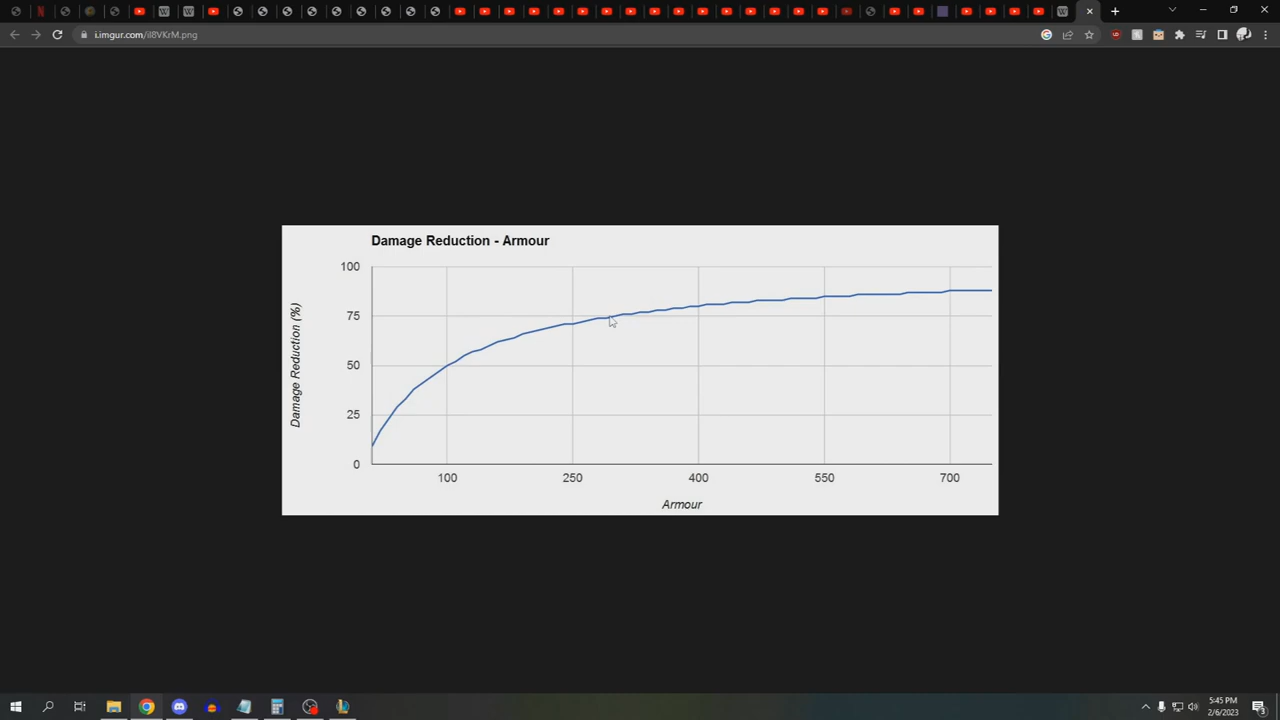 i.imgur.com/il8VKrM.png
Damage Reduction - Armour
100
75
50
25
0
Damage Reduction (%)
100 250 400 550 700
Armour
5:45 PM
2/6/2023